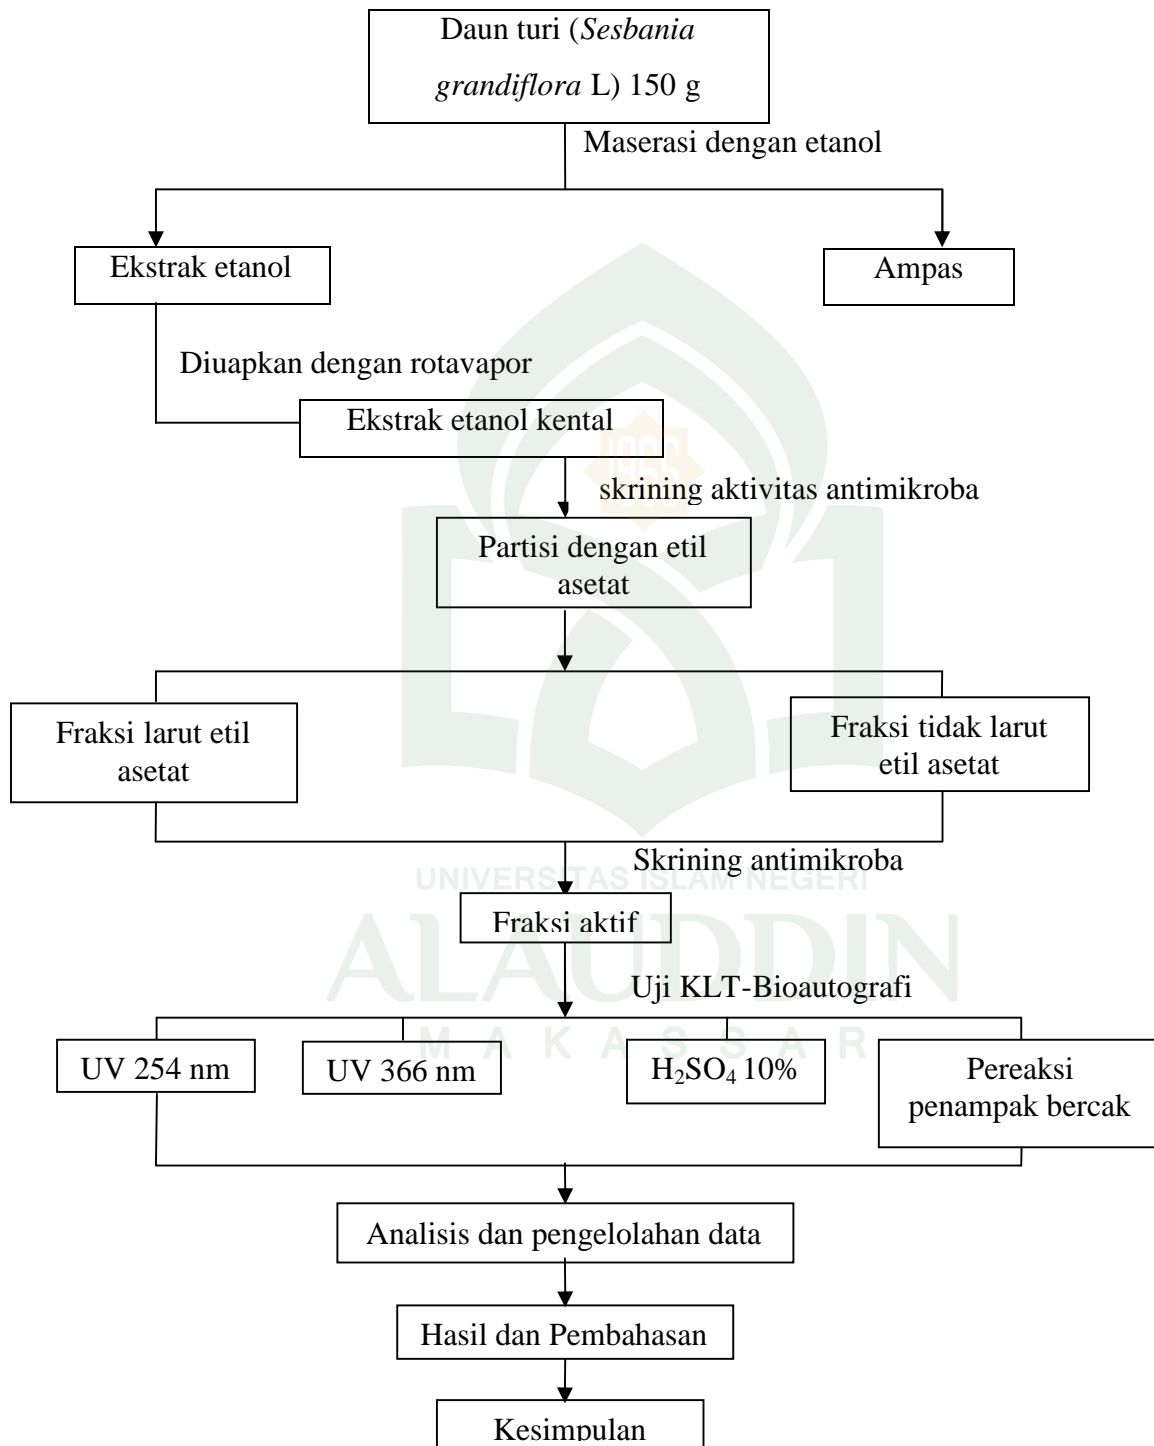 Daun turi (Sesbania
grandiflora L) 150 g
Maserasi dengan etanol
Ekstrak etanol
Ampas
Diuapkan dengan rotavapor
Ekstrak etanol kental
1965
skrining aktivitas antimikroba
Partisi dengan etil
asetat
Fraksi larut etil
asetat
Fraksi tidak larut
etil asetat
Skrining antimikroba
UNIVERSITAS ISLAM NEGERI
Fraksi aktif
ALAUDDIN
Uji KLT-Bioautografi
MAKASSAR
UV 254 nm
UV 366 nm
H₂SO₄ 10%
Pereaksi
penampak bercak
Analisis dan pengelolahan data
Hasil dan Pembahasan
Kesimpulan